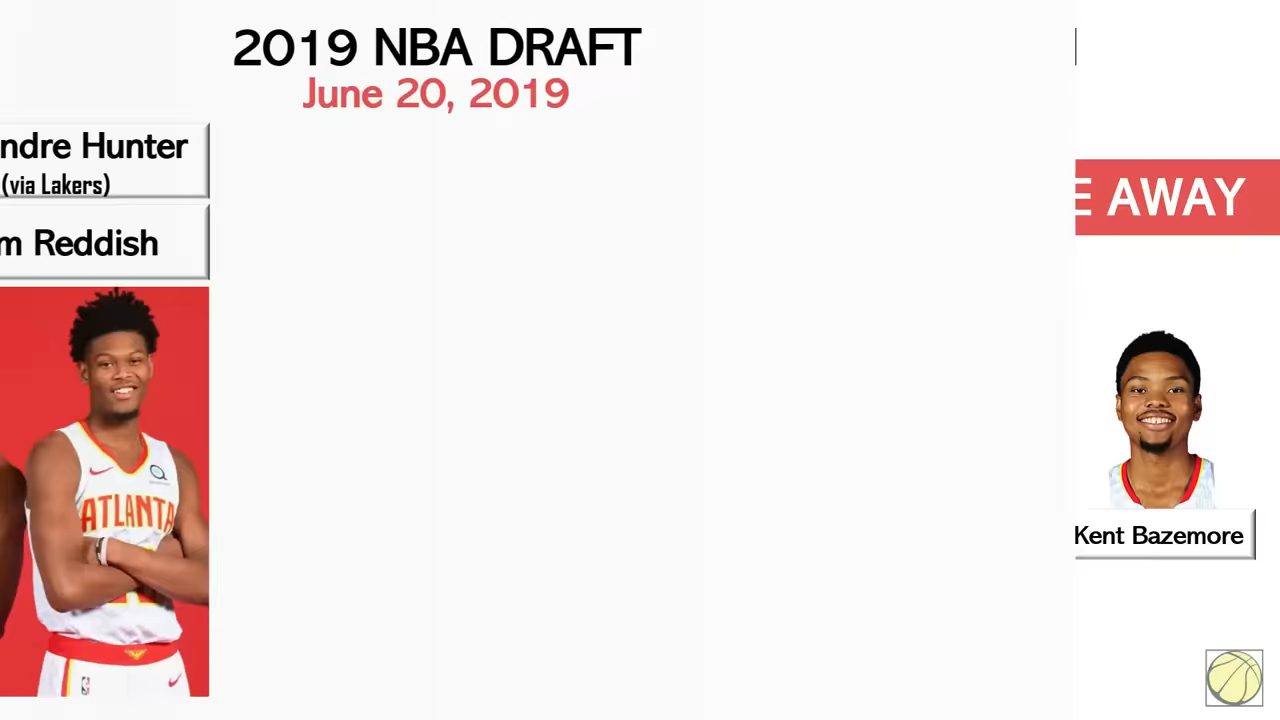 2019 NBA DRAFT
June 20, 2019
ndre Hunter
(via Lakers)
m Reddish
E AWAY
ATLANTA
Kent Bazemore